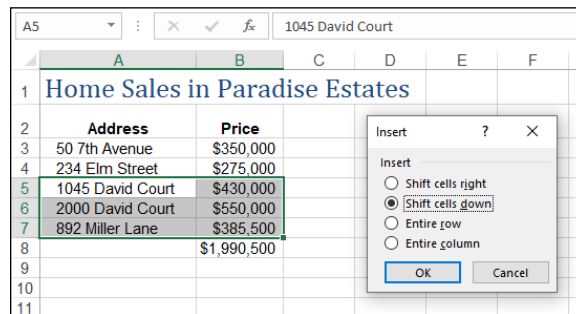 A5 fx 1045 David Court
A B C D E F
1 Home Sales in Paradise Estates
2 Address Price
3 50 7th Avenue $350,000
4 234 Elm Street $275,000
5 1045 David Court $430,000
6 2000 David Court $550,000
7 892 Miller Lane $385,500
8 $1,990,500
9
10
11
Insert ?
Insert
Shift cells right
Shift cells down
Entire row
Entire column
OK Cancel